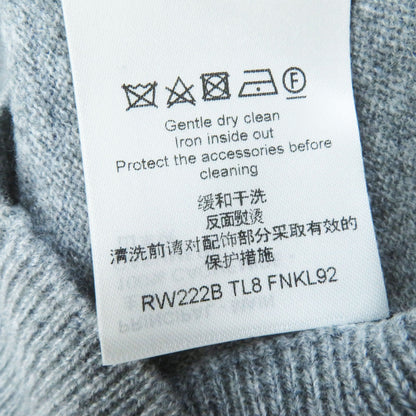 F
Gentle dry clean
Iron inside out
Protect the accessories before
cleaning
缓和干洗
反面熨烫
清洗前请对配饰部分采取有效的
保护措施
RW222B TL8 FNKL92